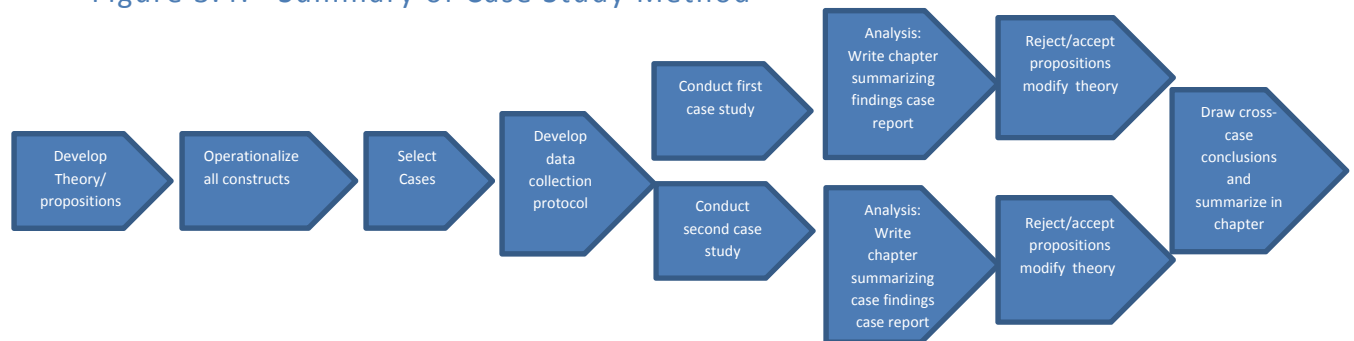 Figure 3.4. Summary of Case Study Method
Develop
Theory/
propositions
Operationalize
all constructs
Select
Cases
Develop
data
collection
protocol
Conduct first
case study
Analysis:
Write chapter
summarizing
findings case
report
Reject/accept
propositions
modify theory
Conduct
second case
study
Analysis:
Write
chapter
summarizing
case findings
case report
Reject/accept
propositions
modify theory
Draw cross-
case
conclusions
and
summarize in
chapter